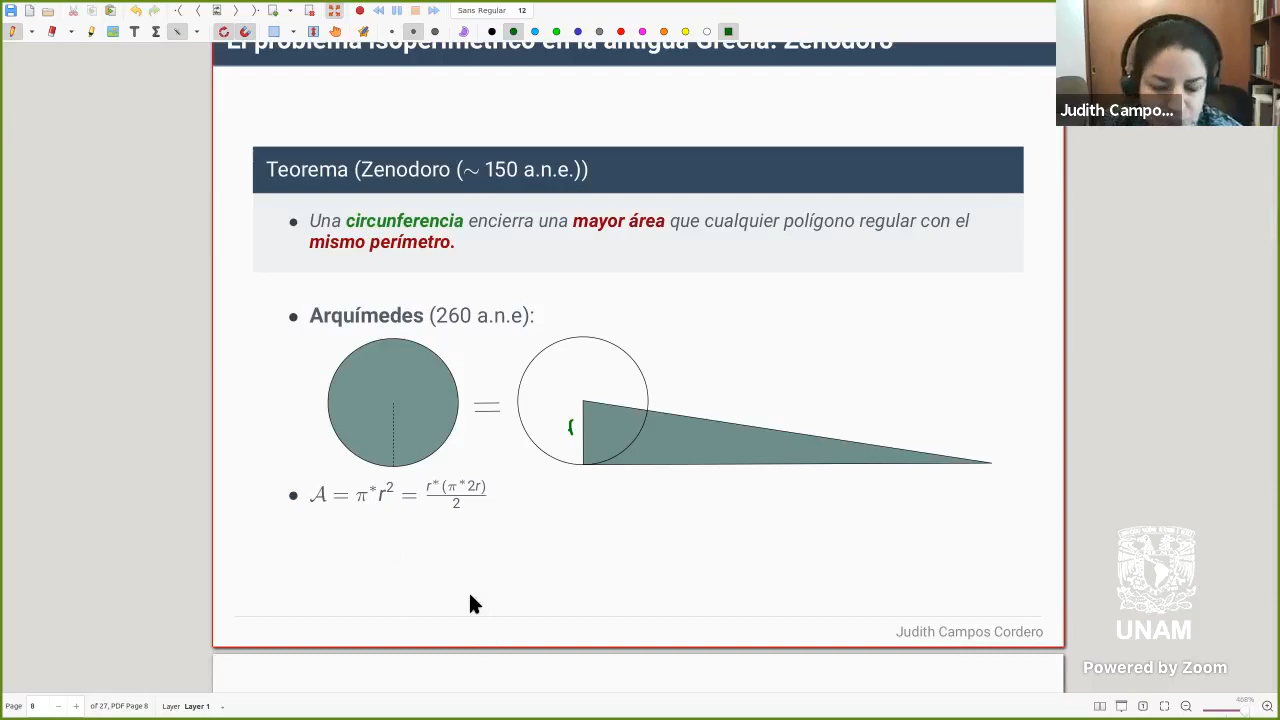 Sans Regular 12
El problema isoperimétrico en la antigua Grecia: Zenodoro
Judith Campo...
Teorema (Zenodoro (∼ 150 a.n.e.))
• Una circunferencia encierra una mayor área que cualquier polígono regular con el
mismo perímetro.
• Arquímedes (260 a.n.e):
=
r
• 𝒜 = π*r² = r*(π*2r)/2
Judith Campos Cordero
UNAM
Powered by Zoom
Page 8 of 27, PDF Page 8 Layer Layer 1
408%